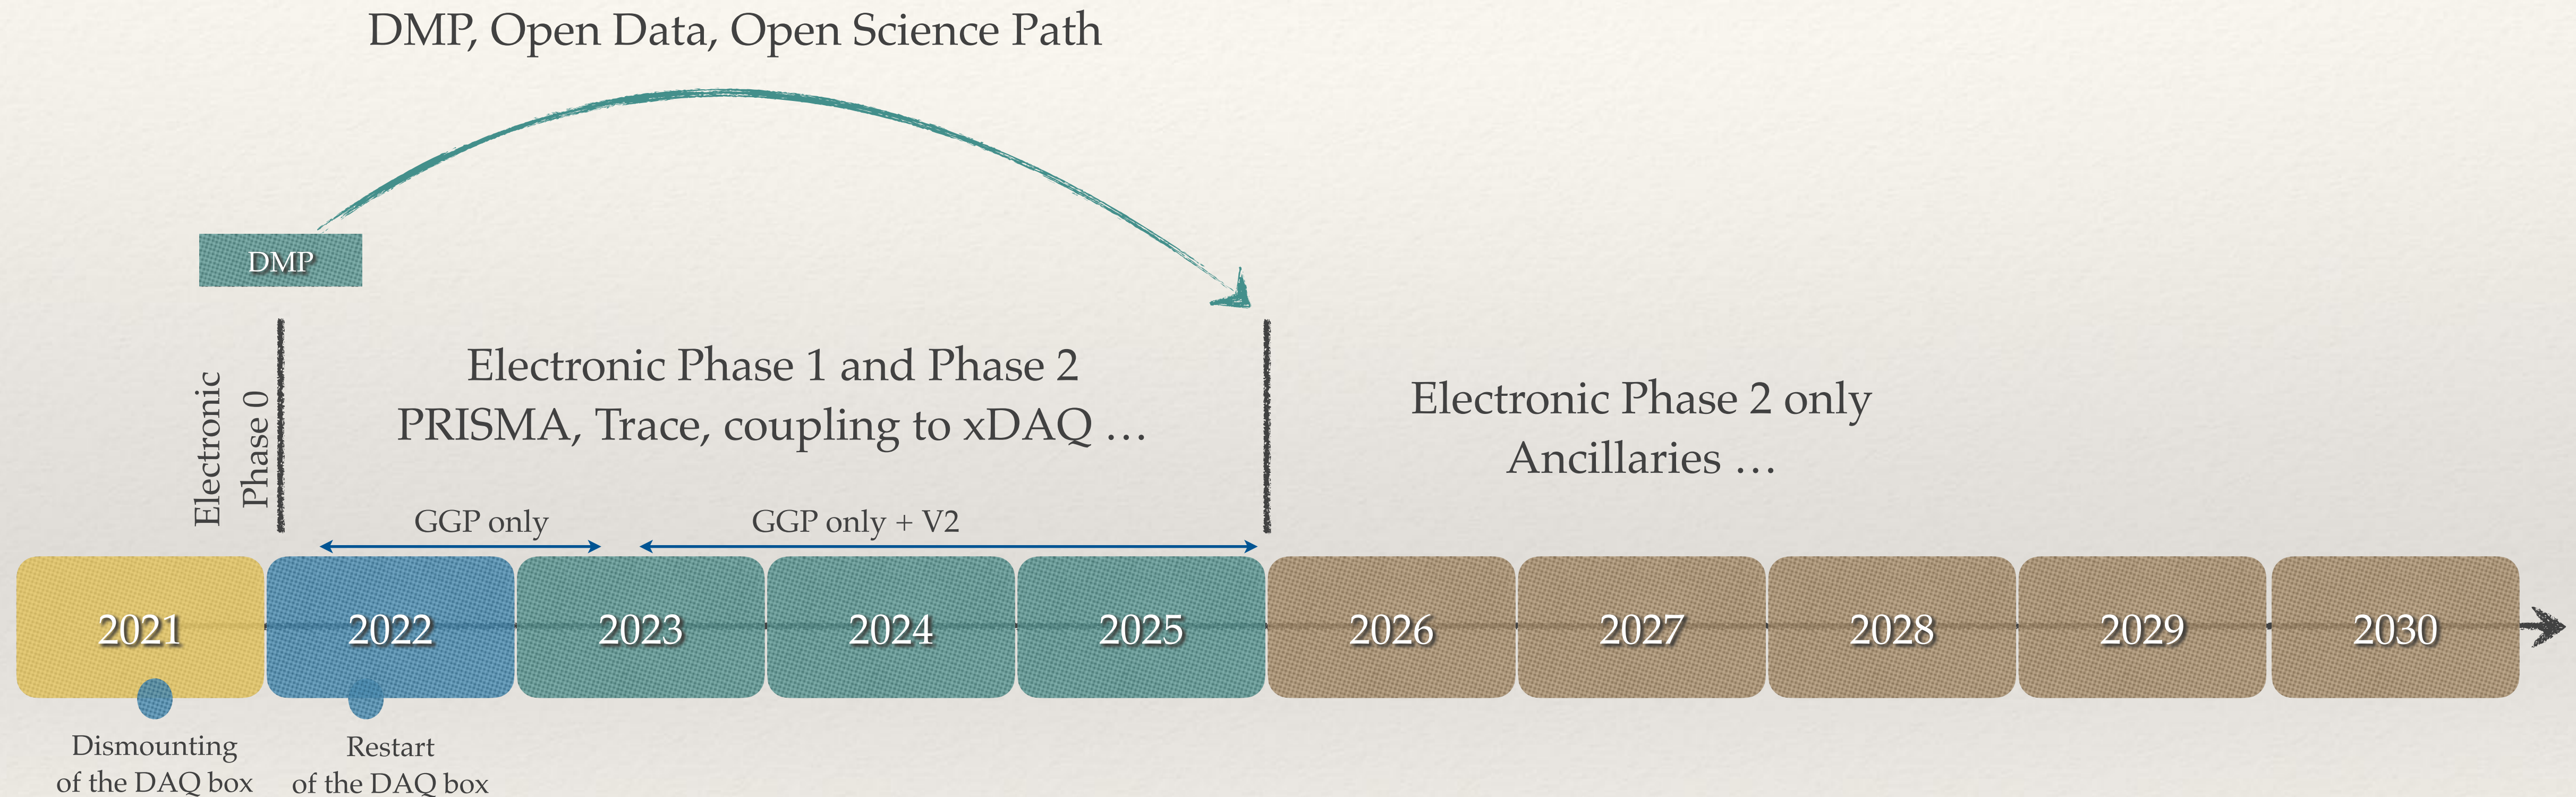 DMP, Open Data, Open Science Path
DMP
Electronic
Phase 0
Electronic Phase 1 and Phase 2
PRISMA, Trace, coupling to xDAQ …
Electronic Phase 2 only
Ancillaries …
GGP only
GGP only + V2
2021
2022
2023
2024
2025
2026
2027
2028
2029
2030
Dismounting
of the DAQ box
Restart
of the DAQ box